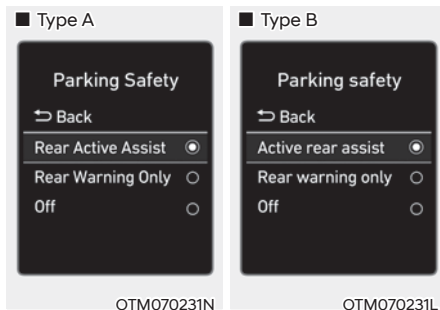 ■ Type A
Parking Safety
⮌ Back
Rear Active Assist
Rear Warning Only
Off
OTM070231N
■ Type B
Parking safety
⮌ Back
Active rear assist
Rear warning only
Off
OTM070231L